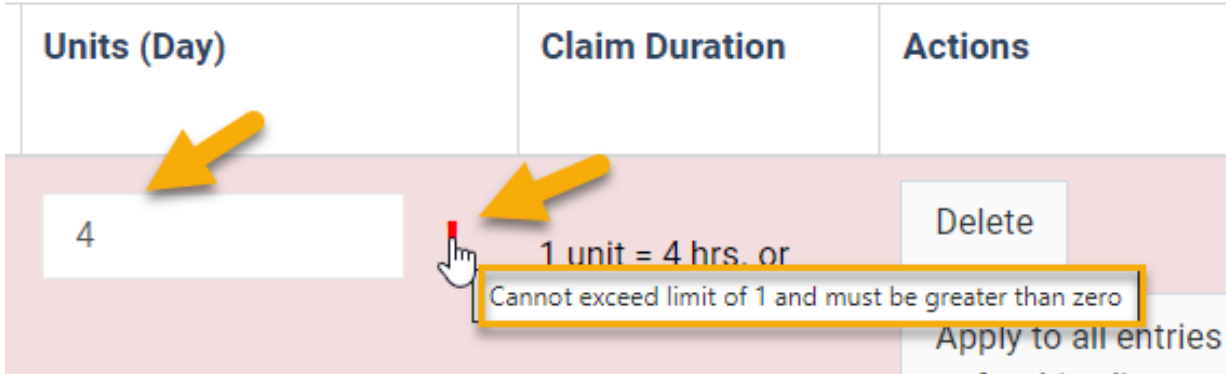 Units (Day)
Claim Duration
Actions
4
1 unit = 4 hrs. or
Delete
Cannot exceed limit of 1 and must be greater than zero
Apply to all entries